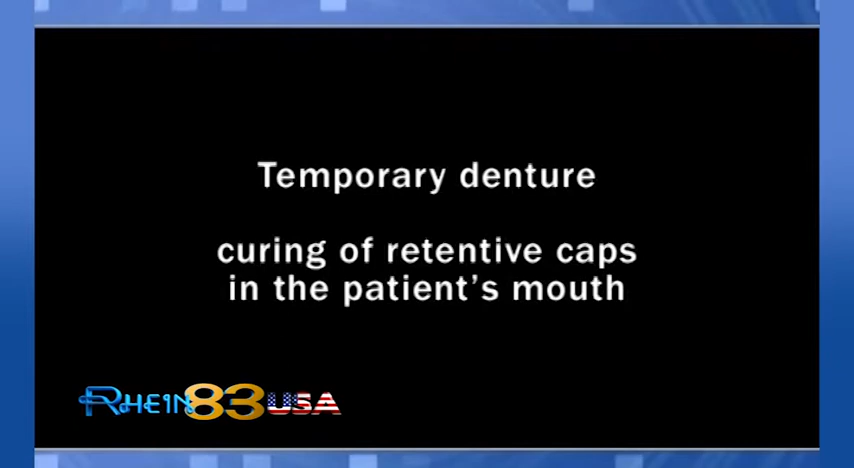 Temporary denture
curing of retentive caps
in the patient's mouth
RHEIN83USA